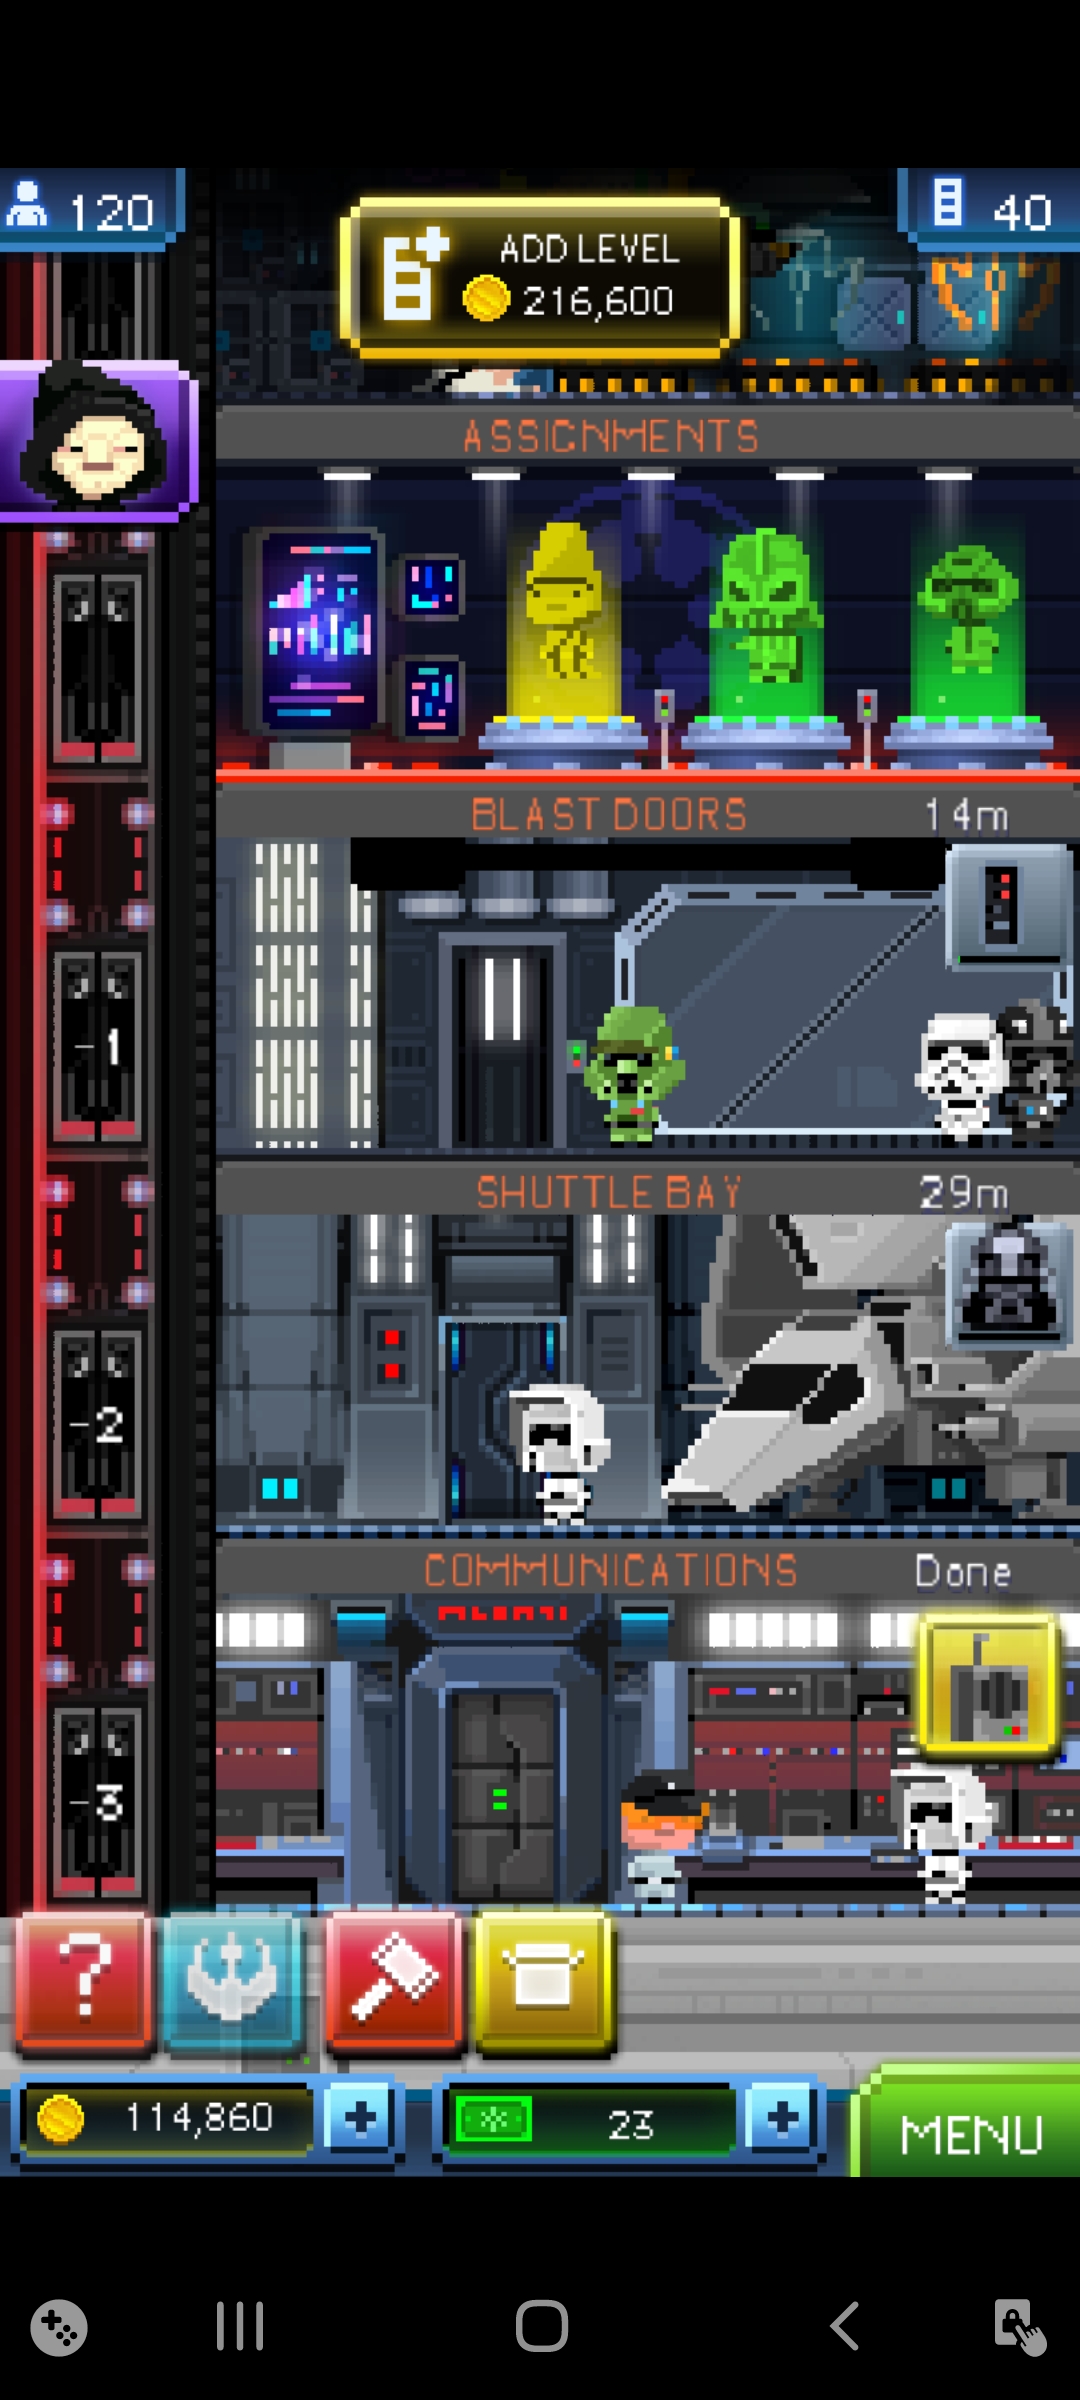 120
ADD LEVEL
216,600
40
ASSIGNMENTS
BLAST DOORS 14m
-1
SHUTTLE BAY 29m
-2
COMMUNICATIONS Done
-3
?
114,860
+
23
+
MENU